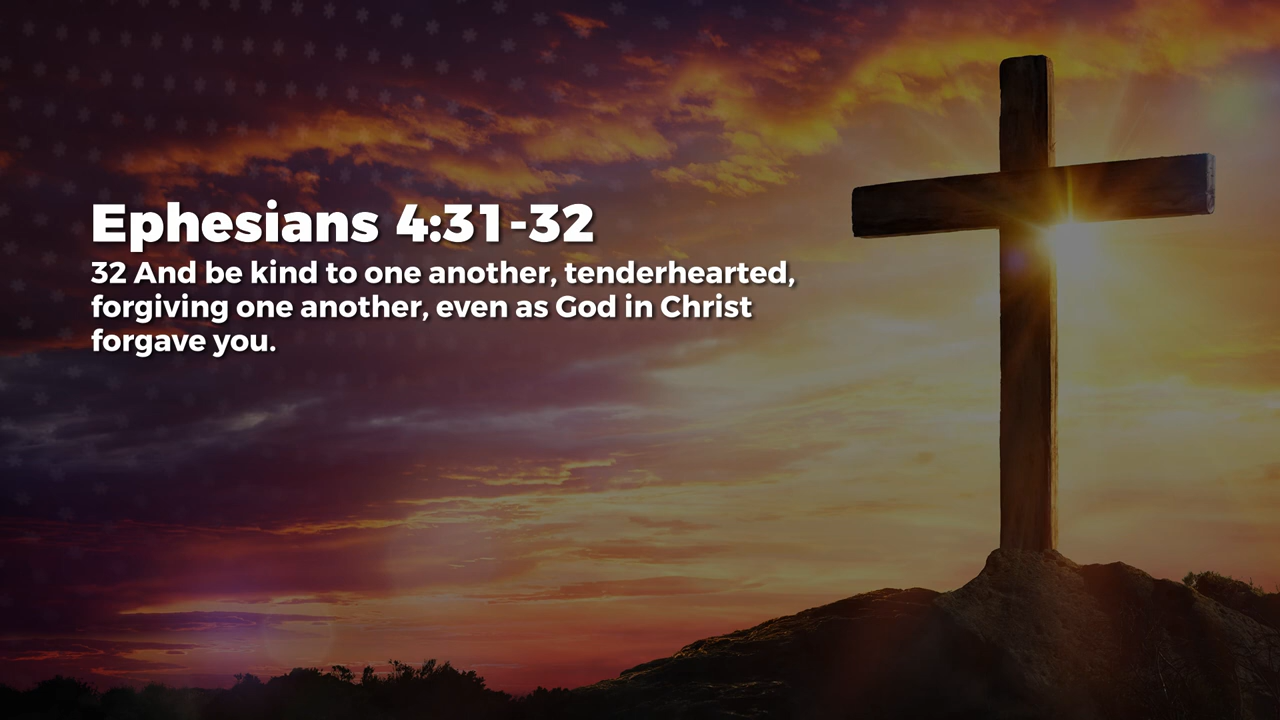 Ephesians 4:31-32
32 And be kind to one another, tenderhearted,
forgiving one another, even as God in Christ
forgave you.